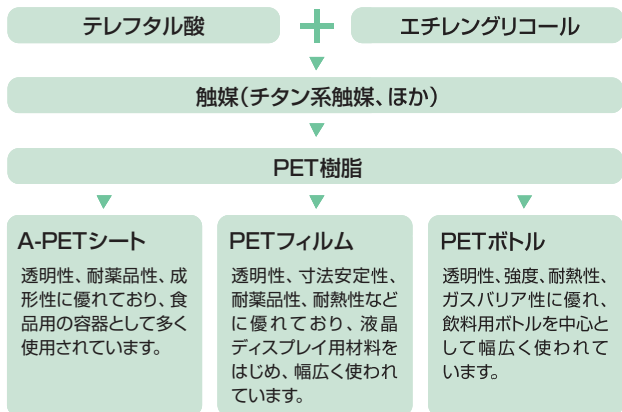 テレフタル酸
＋
エチレングリコール
触媒（チタン系触媒、ほか）
PET樹脂
A-PETシート
透明性、耐薬品性、成
形性に優れており、食
品用の容器として多く
使用されています。
PETフィルム
透明性、寸法安定性、
耐薬品性、耐熱性など
に優れており、液晶
ディスプレイ用材料を
はじめ、幅広く使われ
ています。
PETボトル
透明性、強度、耐熱性、
ガスバリア性に優れ、
飲料用ボトルを中心と
して幅広く使われて
います。